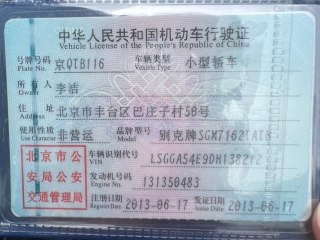 中华人民共和国机动车行驶证
Vehicle License of the People's Republic of China
号牌号码 京QTB116 车辆类型 小型轿车
Plate No. Vehicle Type
所有人 李洁
Owner
住址 北京市丰台区巴庄子村50号
Address
使用性质 非营运 品牌型号 别克牌SGM7162
Use Character Model
北京市公 车辆识别代号
安局公安 VIN
交通管理局 发动机号码 131350483
Engine No.
注册日期 2013-06-17 发证日期 2013-06-17
Register Date Issue Date